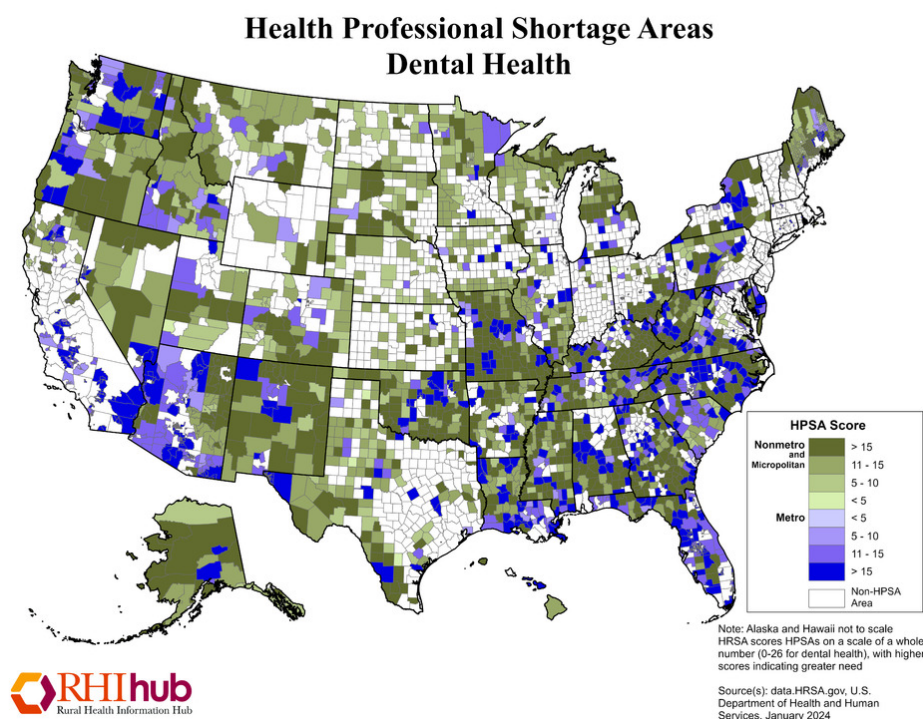 Health Professional Shortage Areas
Dental Health
HPSA Score
Nonmetro
and
Micropolitan
> 15
11 - 15
5 - 10
< 5
Metro
< 5
5 - 10
11 - 15
> 15
Non-HPSA
Area
Note: Alaska and Hawaii not to scale
HRSA scores HPSAs on a scale of a whole
number (0-26 for dental health), with higher
scores indicating greater need
Source(s): data.HRSA.gov, U.S.
Department of Health and Human
Services, January 2024
RHIhub
Rural Health Information Hub